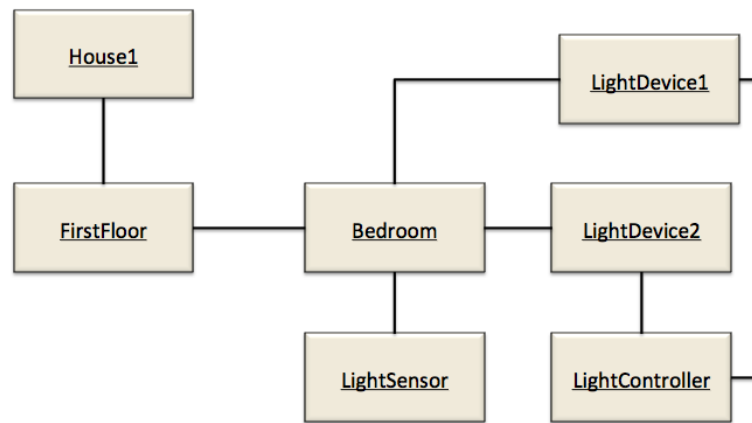 House1
LightDevice1
FirstFloor
Bedroom
LightDevice2
LightSensor
LightController